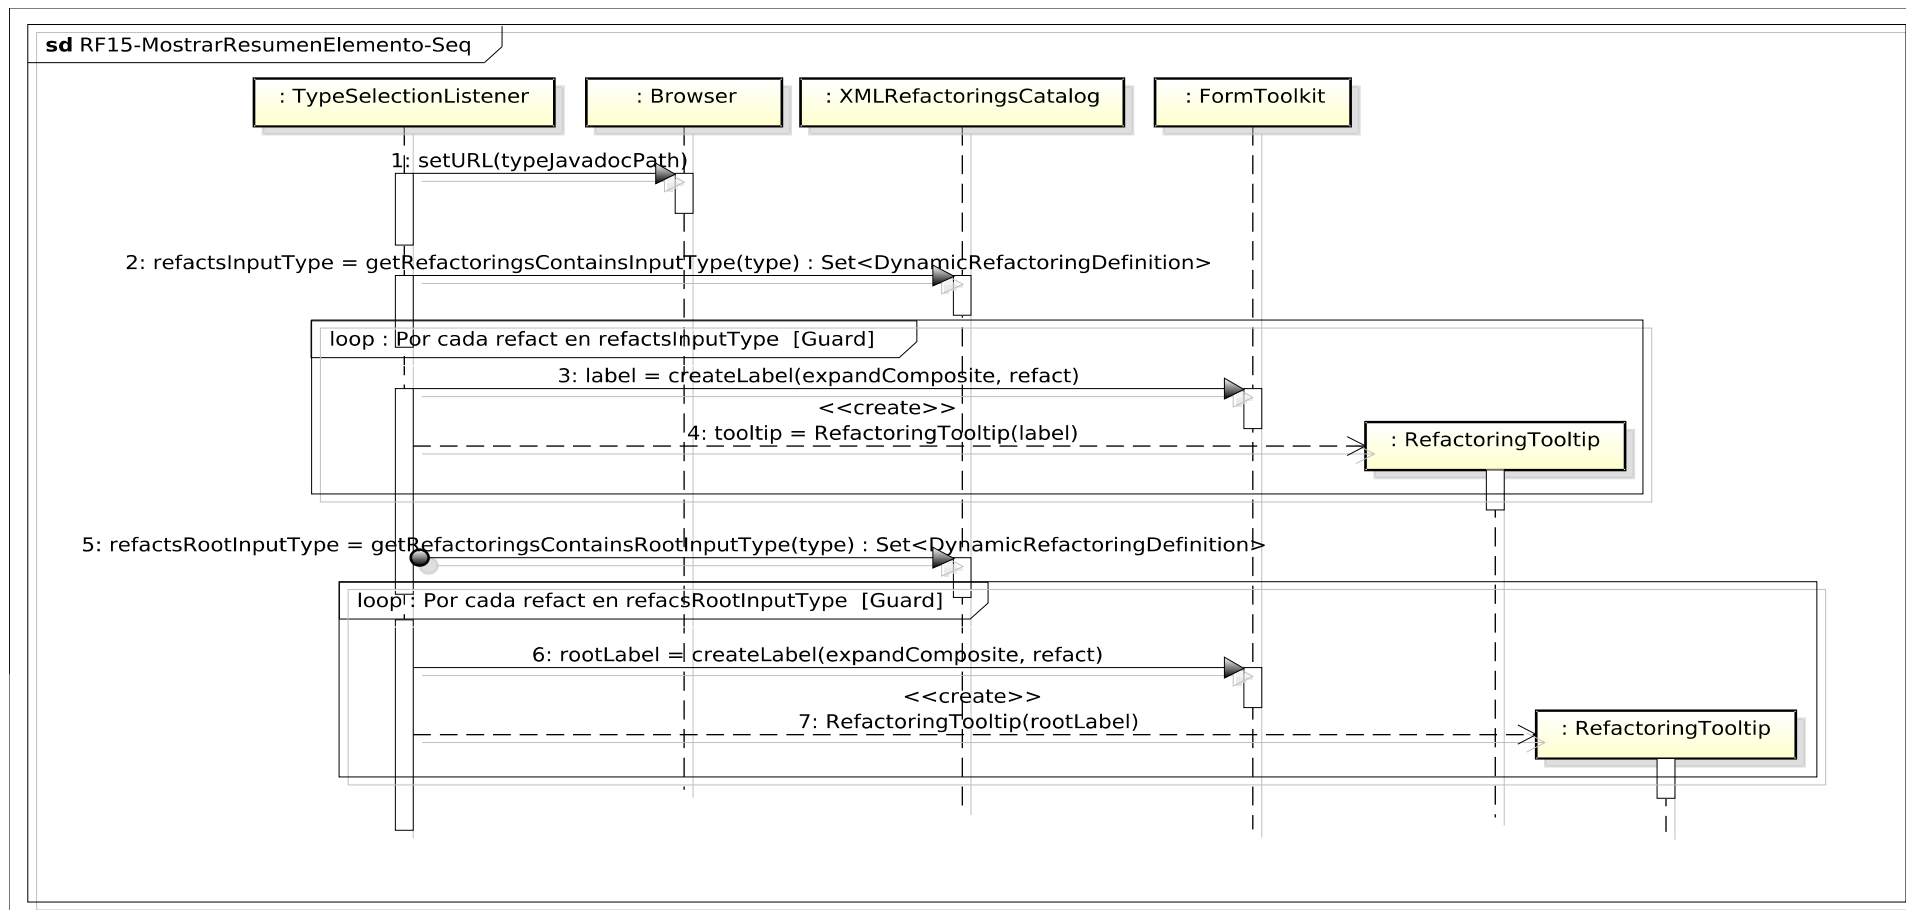 sd RF15-MostrarResumenElemento-Seq
: TypeSelectionListener
: Browser
: XMLRefactoringsCatalog
: FormToolkit
1: setURL(typeJavadocPath)
2: refactsInputType = getRefactoringsContainsInputType(type) : Set<DynamicRefactoringDefinition>
loop : Por cada refact en refactsInputType [Guard]
3: label = createLabel(expandComposite, refact)
<<create>>
4: tooltip = RefactoringTooltip(label)
: RefactoringTooltip
5: refactsRootInputType = getRefactoringsContainsRootInputType(type) : Set<DynamicRefactoringDefinition>
loop : Por cada refact en refacsRootInputType [Guard]
6: rootLabel = createLabel(expandComposite, refact)
<<create>>
7: RefactoringTooltip(rootLabel)
: RefactoringTooltip